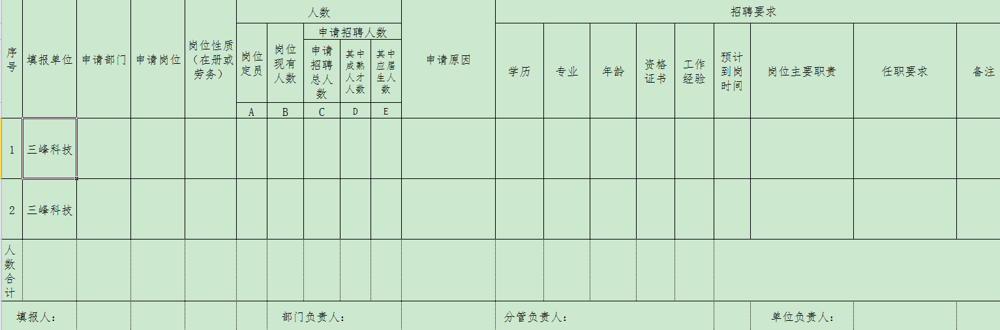 人数
招聘要求
序号
填报单位
申请部门
申请岗位
岗位性质
（在册或
劳务）
岗位
定员
岗位
现有
人数
申请招聘人数
申请
招聘
总人
数
其中
成熟
人才
人数
其中
应届
生人
数
申请原因
学历
专业
年龄
资格
证书
工作
经验
预计
到岗
时间
岗位主要职责
任职要求
备注
A
B
C
D
E
1
三峰科技
2
三峰科技
人
数
合
计
填报人：
部门负责人：
分管负责人：
单位负责人：